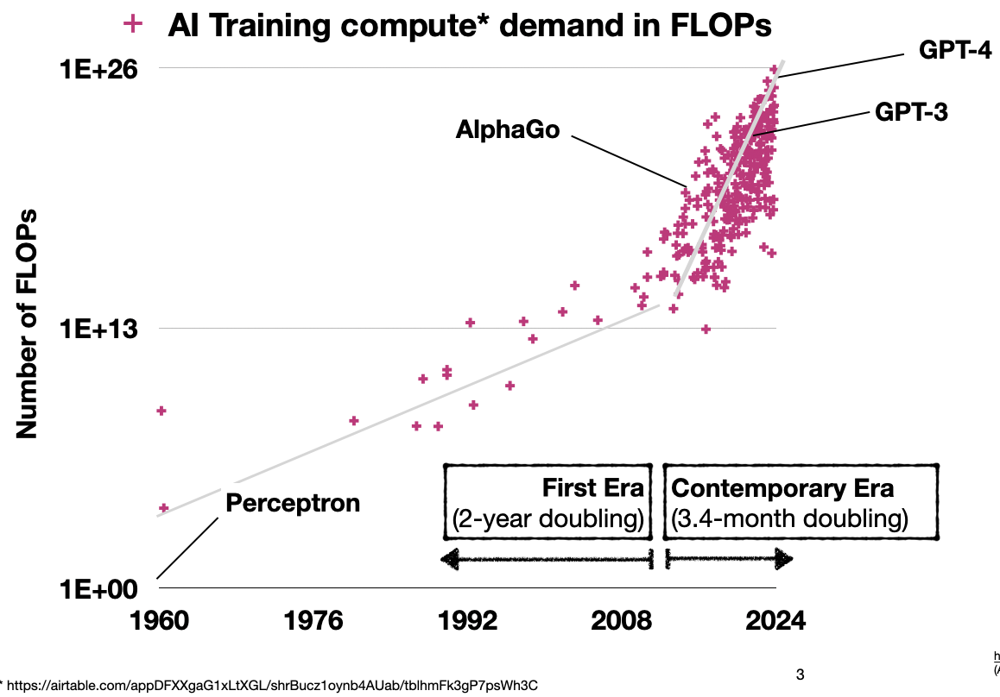 + AI Training compute* demand in FLOPs
1E+26
GPT-4
GPT-3
AlphaGo
Number of FLOPs
1E+13
Perceptron
First Era
(2-year doubling)
Contemporary Era
(3.4-month doubling)
1E+00
1960 1976 1992 2008 2024
3
* https://airtable.com/appDFXXgaG1xLtXGL/shrBucz1oynb4AUab/tblhmFk3gP7psWh3C